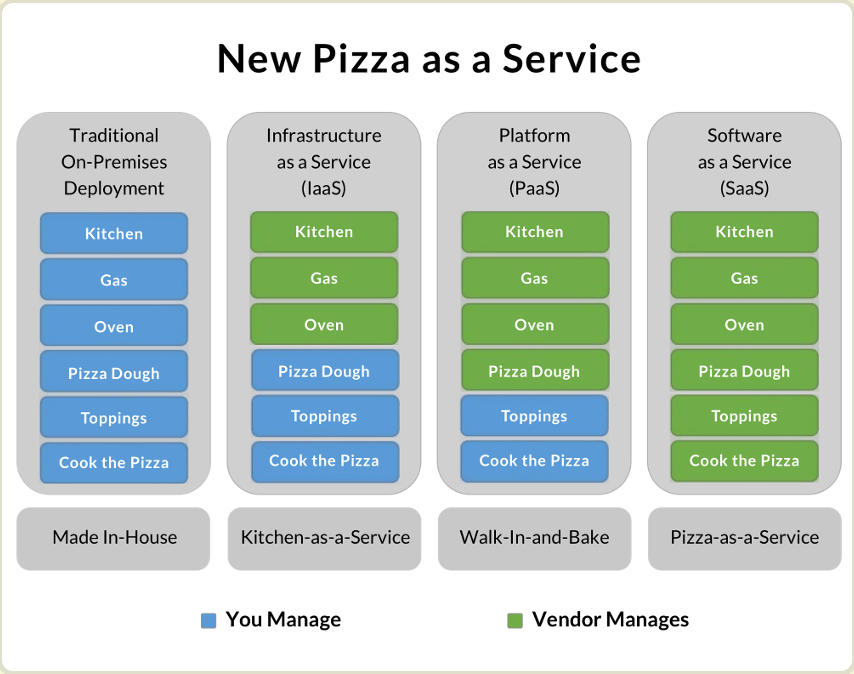 New Pizza as a Service
Traditional
On-Premises
Deployment
Kitchen
Gas
Oven
Pizza Dough
Toppings
Cook the Pizza
Made In-House
Infrastructure
as a Service
(IaaS)
Kitchen
Gas
Oven
Pizza Dough
Toppings
Cook the Pizza
Kitchen-as-a-Service
Platform
as a Service
(PaaS)
Kitchen
Gas
Oven
Pizza Dough
Toppings
Cook the Pizza
Walk-In-and-Bake
Software
as a Service
(SaaS)
Kitchen
Gas
Oven
Pizza Dough
Toppings
Cook the Pizza
Pizza-as-a-Service
You Manage
Vendor Manages